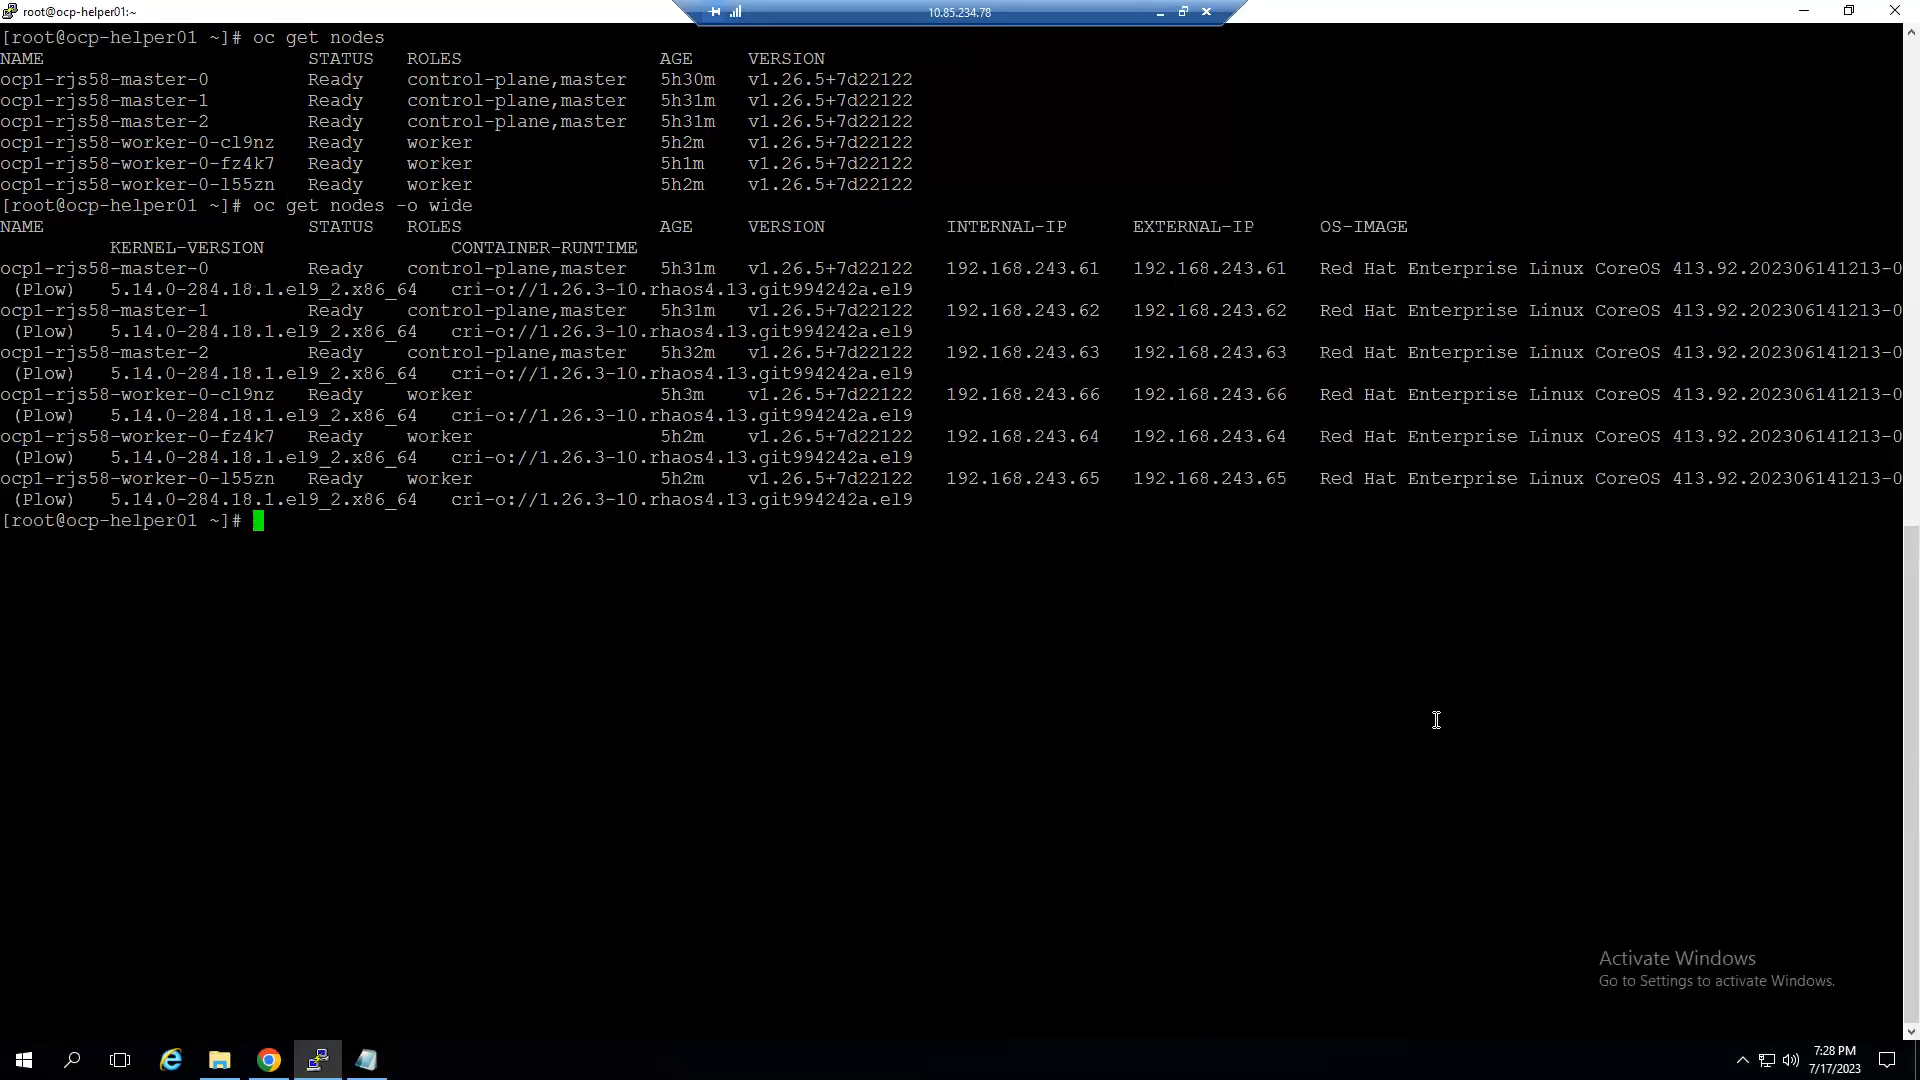 root@ocp-helper01:~
10.85.234.78
[root@ocp-helper01 ~]# oc get nodes
NAME STATUS ROLES AGE VERSION
ocp1-rjs58-master-0 Ready control-plane,master 5h30m v1.26.5+7d22122
ocp1-rjs58-master-1 Ready control-plane,master 5h31m v1.26.5+7d22122
ocp1-rjs58-master-2 Ready control-plane,master 5h31m v1.26.5+7d22122
ocp1-rjs58-worker-0-cl9nz Ready worker 5h2m v1.26.5+7d22122
ocp1-rjs58-worker-0-fz4k7 Ready worker 5h1m v1.26.5+7d22122
ocp1-rjs58-worker-0-l55zn Ready worker 5h2m v1.26.5+7d22122
[root@ocp-helper01 ~]# oc get nodes -o wide
NAME STATUS ROLES AGE VERSION INTERNAL-IP EXTERNAL-IP OS-IMAGE
KERNEL-VERSION CONTAINER-RUNTIME
ocp1-rjs58-master-0 Ready control-plane,master 5h31m v1.26.5+7d22122 192.168.243.61 192.168.243.61 Red Hat Enterprise Linux CoreOS 413.92.202306141213-0
(Plow) 5.14.0-284.18.1.el9_2.x86_64 cri-o://1.26.3-10.rhaos4.13.git994242a.el9
ocp1-rjs58-master-1 Ready control-plane,master 5h31m v1.26.5+7d22122 192.168.243.62 192.168.243.62 Red Hat Enterprise Linux CoreOS 413.92.202306141213-0
(Plow) 5.14.0-284.18.1.el9_2.x86_64 cri-o://1.26.3-10.rhaos4.13.git994242a.el9
ocp1-rjs58-master-2 Ready control-plane,master 5h32m v1.26.5+7d22122 192.168.243.63 192.168.243.63 Red Hat Enterprise Linux CoreOS 413.92.202306141213-0
(Plow) 5.14.0-284.18.1.el9_2.x86_64 cri-o://1.26.3-10.rhaos4.13.git994242a.el9
ocp1-rjs58-worker-0-cl9nz Ready worker 5h3m v1.26.5+7d22122 192.168.243.66 192.168.243.66 Red Hat Enterprise Linux CoreOS 413.92.202306141213-0
(Plow) 5.14.0-284.18.1.el9_2.x86_64 cri-o://1.26.3-10.rhaos4.13.git994242a.el9
ocp1-rjs58-worker-0-fz4k7 Ready worker 5h2m v1.26.5+7d22122 192.168.243.64 192.168.243.64 Red Hat Enterprise Linux CoreOS 413.92.202306141213-0
(Plow) 5.14.0-284.18.1.el9_2.x86_64 cri-o://1.26.3-10.rhaos4.13.git994242a.el9
ocp1-rjs58-worker-0-l55zn Ready worker 5h2m v1.26.5+7d22122 192.168.243.65 192.168.243.65 Red Hat Enterprise Linux CoreOS 413.92.202306141213-0
(Plow) 5.14.0-284.18.1.el9_2.x86_64 cri-o://1.26.3-10.rhaos4.13.git994242a.el9
[root@ocp-helper01 ~]#
Activate Windows
Go to Settings to activate Windows.
7:28 PM
7/17/2023